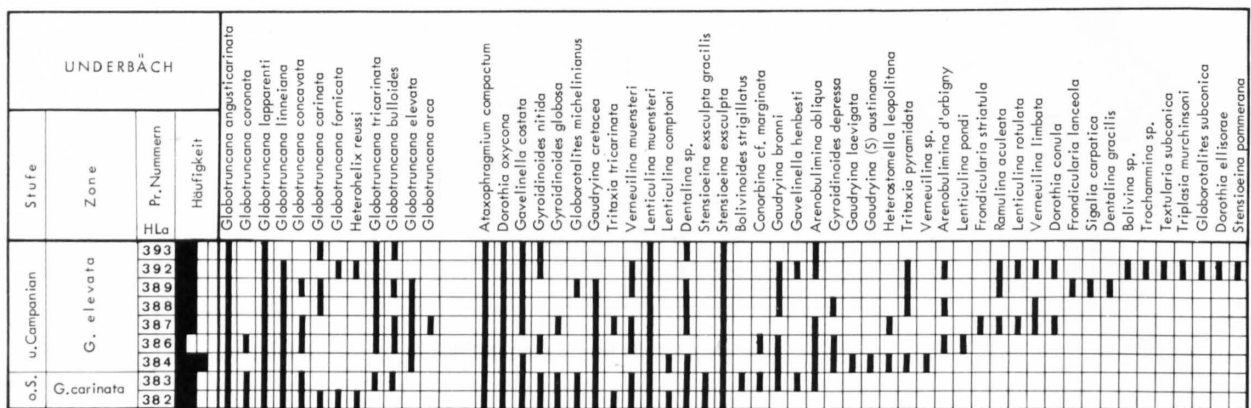 UNDERBÄCH
Stufe
Zone
Pr. Nummern
Häufigkeit
HLa
Globotruncana angusticarinata
Globotruncana coronata
Globotruncana lapparenti
Globotruncana linneiana
Globotruncana concavata
Globotruncana carinata
Globotruncana fornicata
Heterohelix reussi
Globotruncana tricarinata
Globotruncana bulloides
Globotruncana elevata
Globotruncana arca
Ataxophragmium compactum
Dorothia oxycona
Gavelinella costata
Gyroidinoides nitida
Gyroidinoides globosa
Globorotalites michelinianus
Gaudryina cretacea
Tritaxia tricarinata
Verneuilina muensteri
Lenticulina muensteri
Lenticulina comptoni
Dentalina sp.
Stensioeina exsculpta gracilis
Stensioeina exsculpta
Bolivinoides strigillatus
Conorbina cf. marginata
Gaudryina bronni
Gavelinella henbesti
Arenobulimina obliqua
Gyroidinoides depressa
Gaudryina laevigata
Gaudryina (S) austinana
Heterostomella leopolitana
Tritaxia pyramidata
Verneuilina sp.
Arenobulimina d'orbigny
Lenticulina pondi
Frondicularia striatula
Ramulina aculeata
Lenticulina rotulata
Verneuilina limbata
Dorothia conula
Frondicularia lanceola
Sigalia carpatica
Dentalina gracilis
Bolivina sp.
Trochammina sp.
Textularia subconica
Triplasia murchinsoni
Globorotalites subconica
Dorothia ellisorae
Stensioeina pommerana
u. Campanian
G. elevata
393
392
389
388
387
386
384
o.S.
G. carinata
383
382